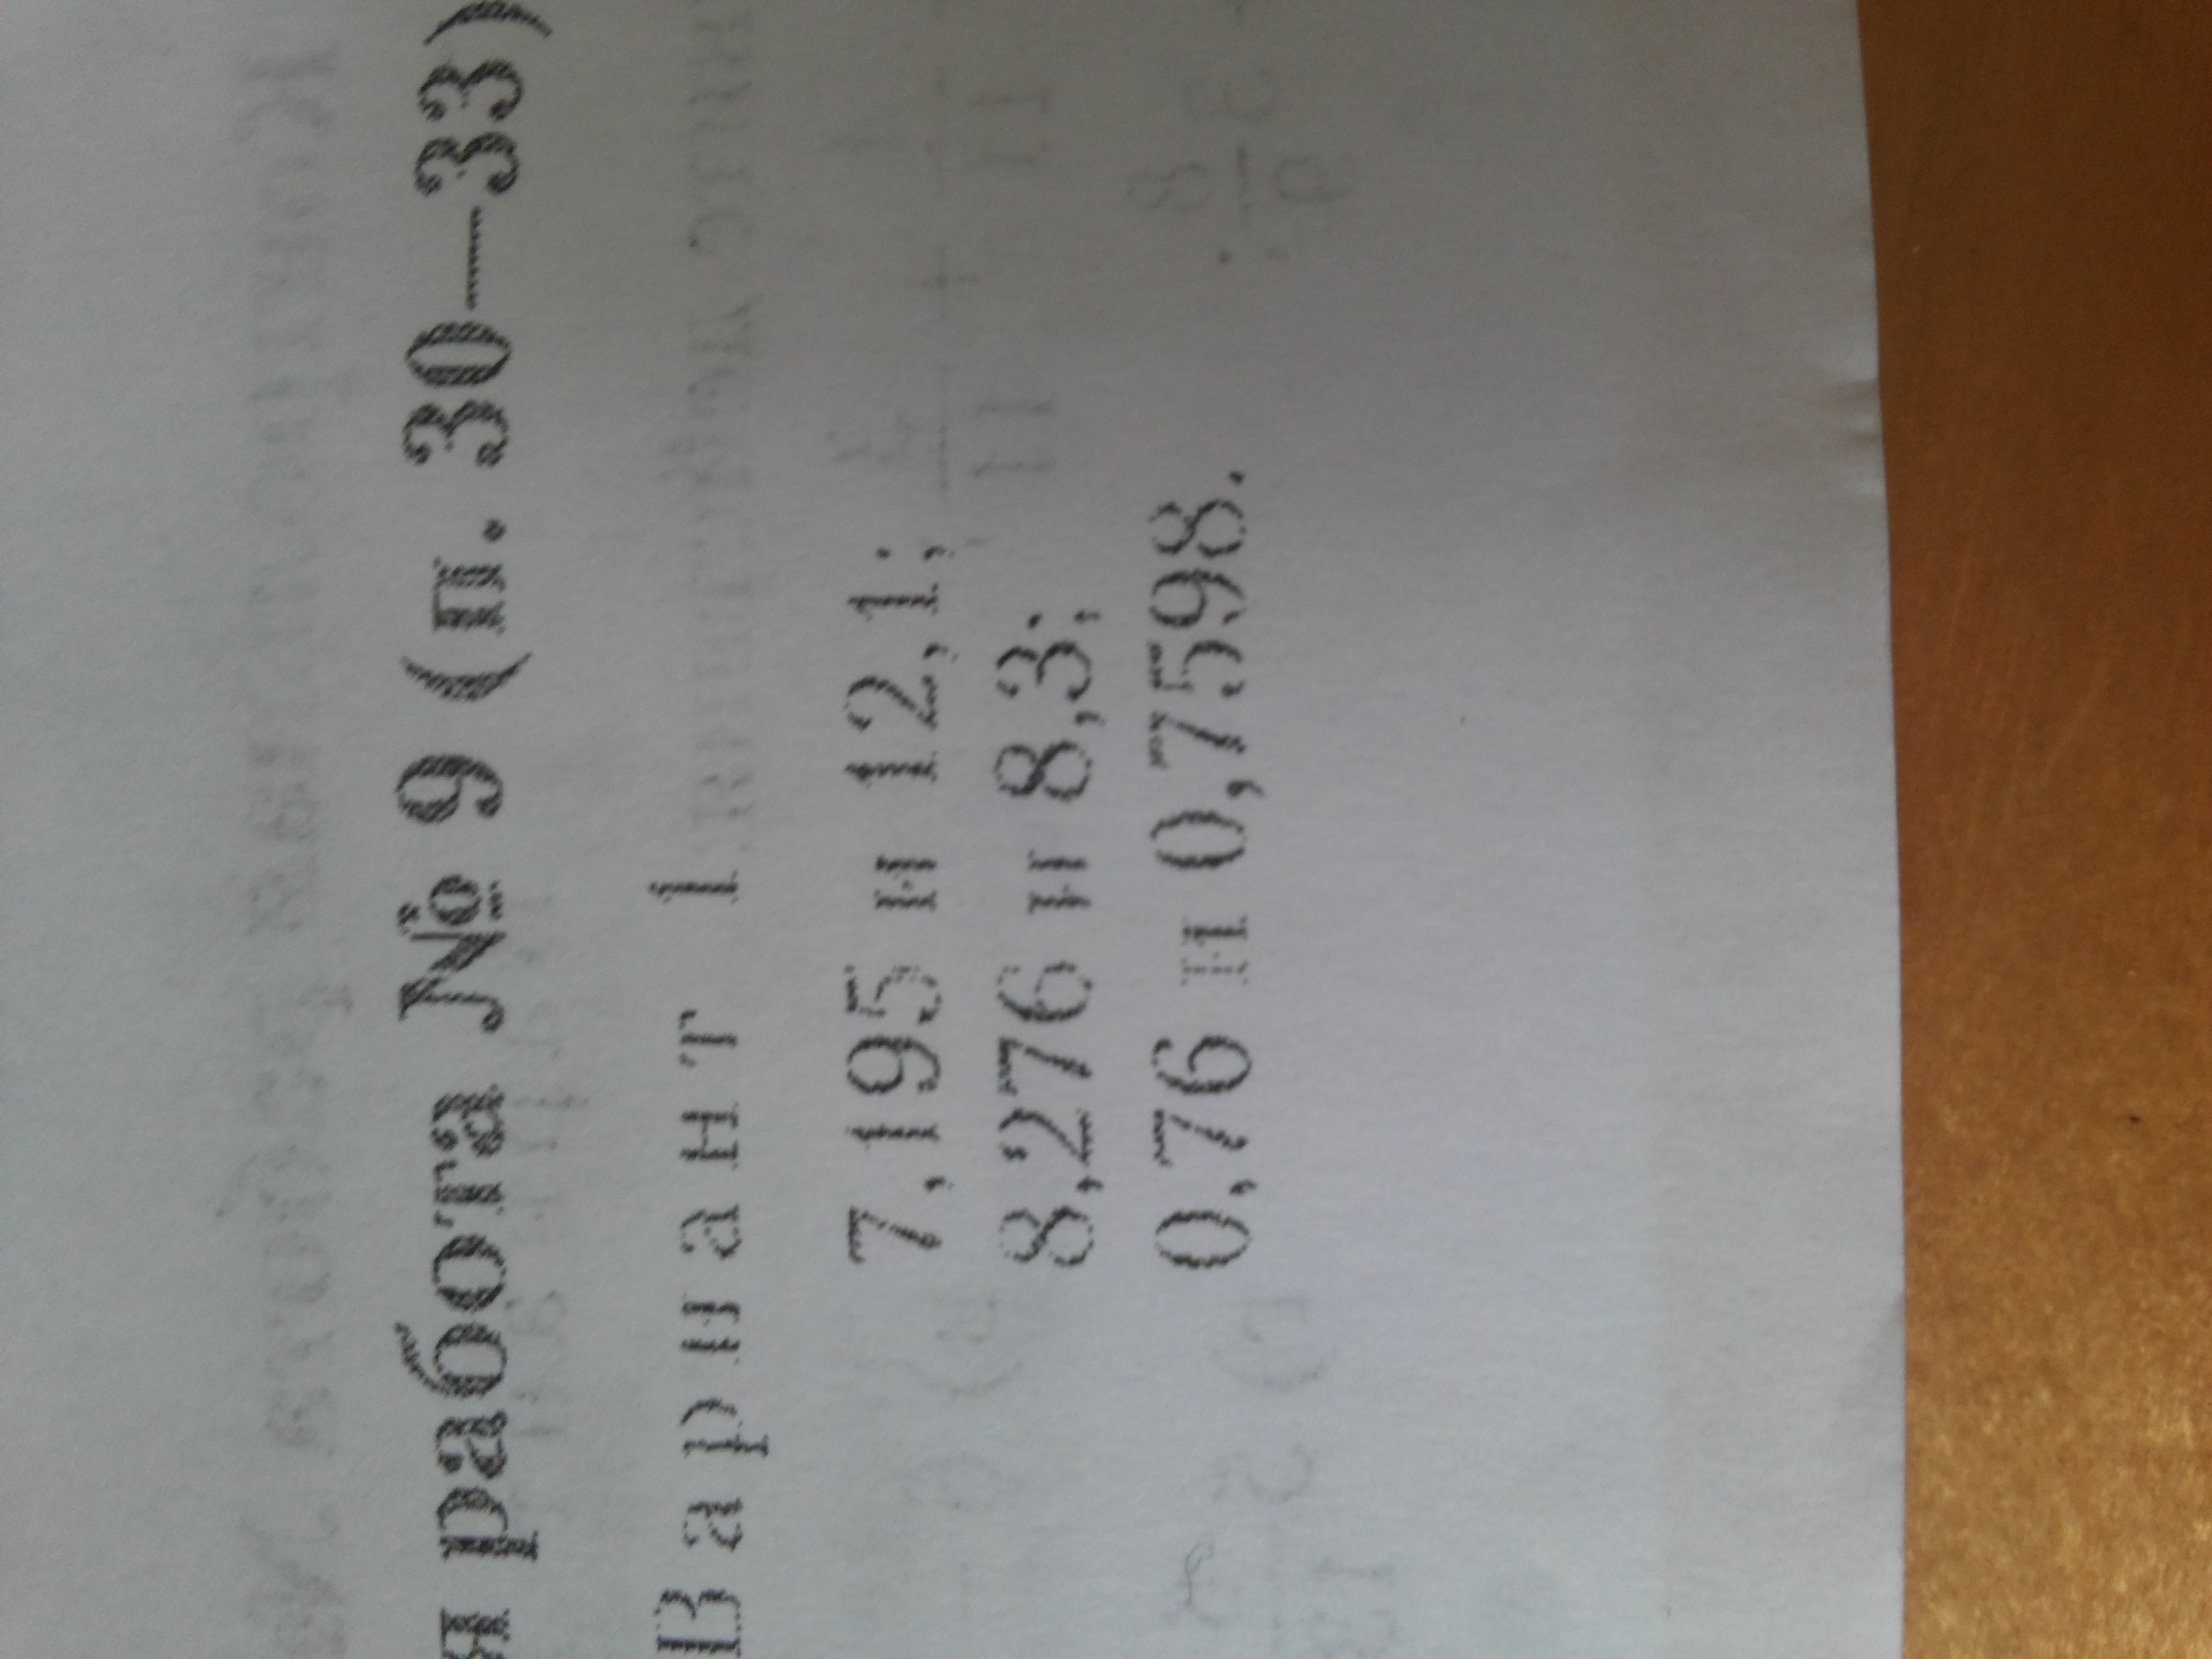 работа № 9 (п. 30—33)
Вариант 1
7,195 и 12,1;
8,276 и 8,3;
0,76 и 0,7598.